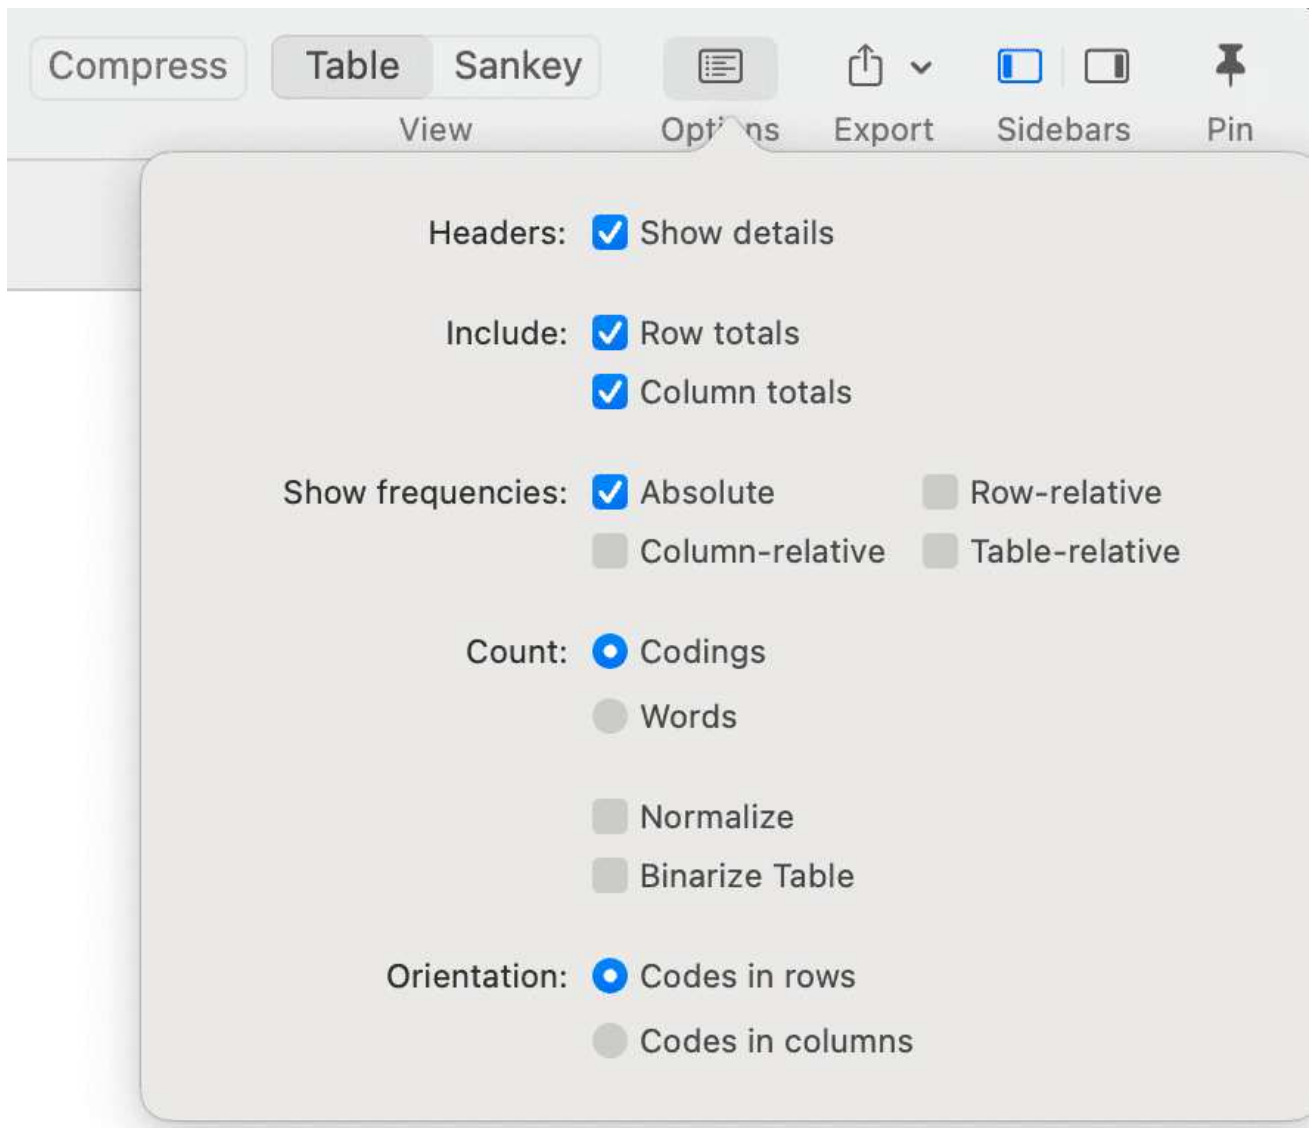 Compress Table Sankey
View Options Export Sidebars Pin
Headers: Show details
Include: Row totals
Column totals
Show frequencies: Absolute Row-relative
Column-relative Table-relative
Count: Codings
Words
Normalize
Binarize Table
Orientation: Codes in rows
Codes in columns